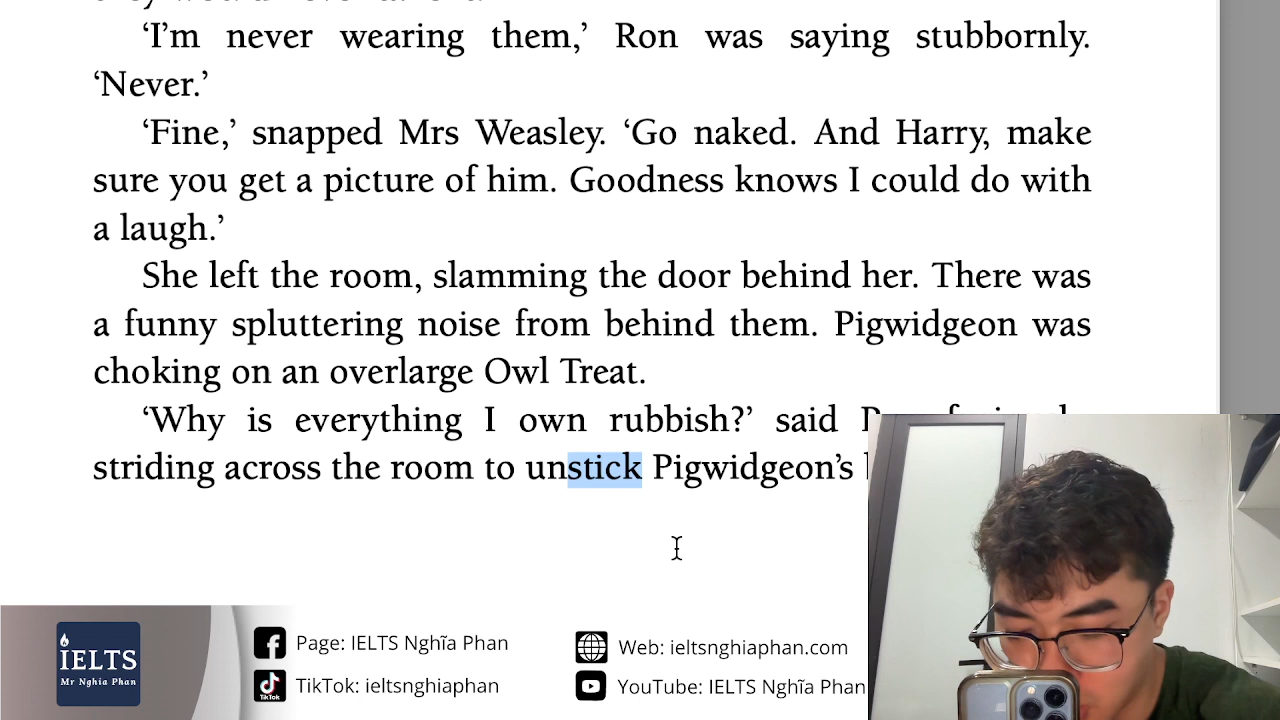 ‘I’m never wearing them,’ Ron was saying stubbornly.
‘Never.’
‘Fine,’ snapped Mrs Weasley. ‘Go naked. And Harry, make
sure you get a picture of him. Goodness knows I could do with
a laugh.’
She left the room, slamming the door behind her. There was
a funny spluttering noise from behind them. Pigwidgeon was
choking on an overlarge Owl Treat.
‘Why is everything I own rubbish?’ said
striding across the room to unstick Pigwidgeon’s
IELTS
Mr Nghia Phan
Page: IELTS Nghĩa Phan
TikTok
TikTok: ieltsnghiaphan
Web: ieltsnghiaphan.com
YouTube: IELTS Nghĩa Phan